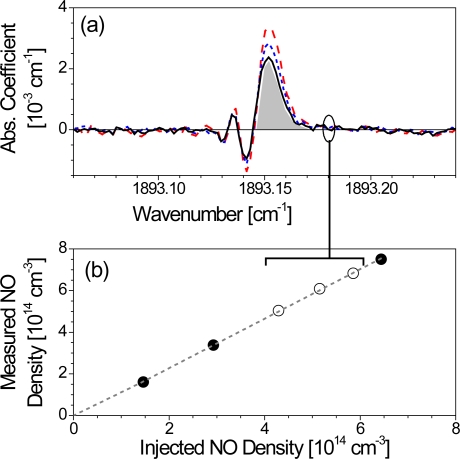 (a)
4
2
0
Abs. Coefficient
[10⁻³ cm⁻¹]
1893.10 1893.15 1893.20
Wavenumber [cm⁻¹]
(b)
8
6
4
2
0
Measured NO
Density [10¹⁴ cm⁻³]
0 2 4 6 8
Injected NO Density [10¹⁴ cm⁻³]